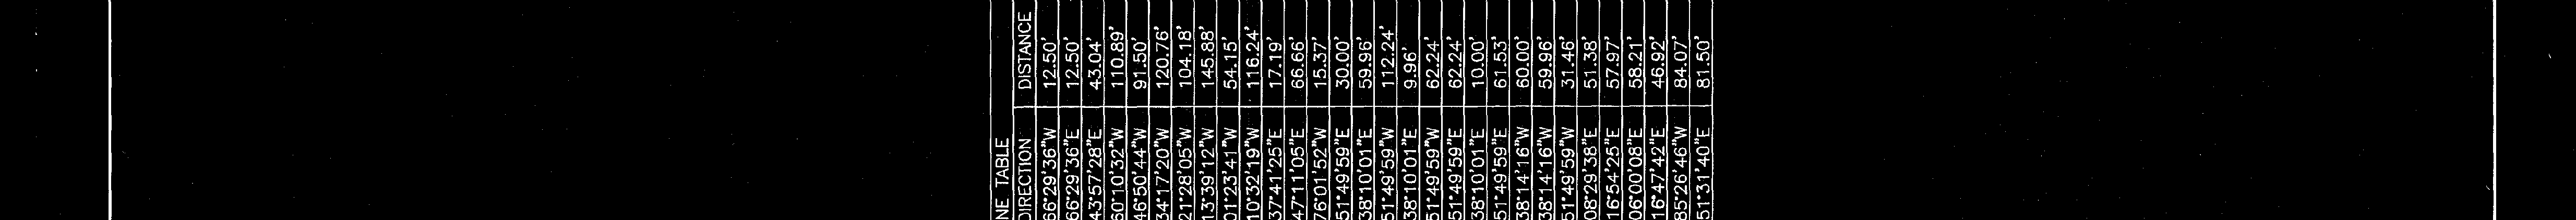 NE TABLE
DIRECTION DISTANCE
66°29'36"W 12.50'
66°29'36"E 12.50'
43°57'28"E 43.04'
60°10'32"W 110.89'
46°50'44"W 91.50'
34°17'20"W 120.76'
21°28'05"W 104.18'
13°39'12"W 145.88'
01°23'41"W 54.15'
10°32'19"W 116.24'
37°41'25"E 17.19'
47°11'05"E 66.66'
76°01'52"W 15.37'
51°49'59"E 30.00'
38°10'01"E 59.96'
51°49'59"W 112.24'
38°10'01"E 9.96'
51°49'59"W 62.24'
51°49'59"E 62.24'
38°10'01"E 10.00'
51°49'59"E 61.53'
38°14'16"W 60.00'
38°14'16"W 59.96'
51°49'59"W 31.46'
08°29'38"E 51.38'
16°54'25"E 57.97'
06°00'08"E 58.21'
16°47'42"E 46.92'
85°26'46"W 84.07'
51°31'40"E 81.50'